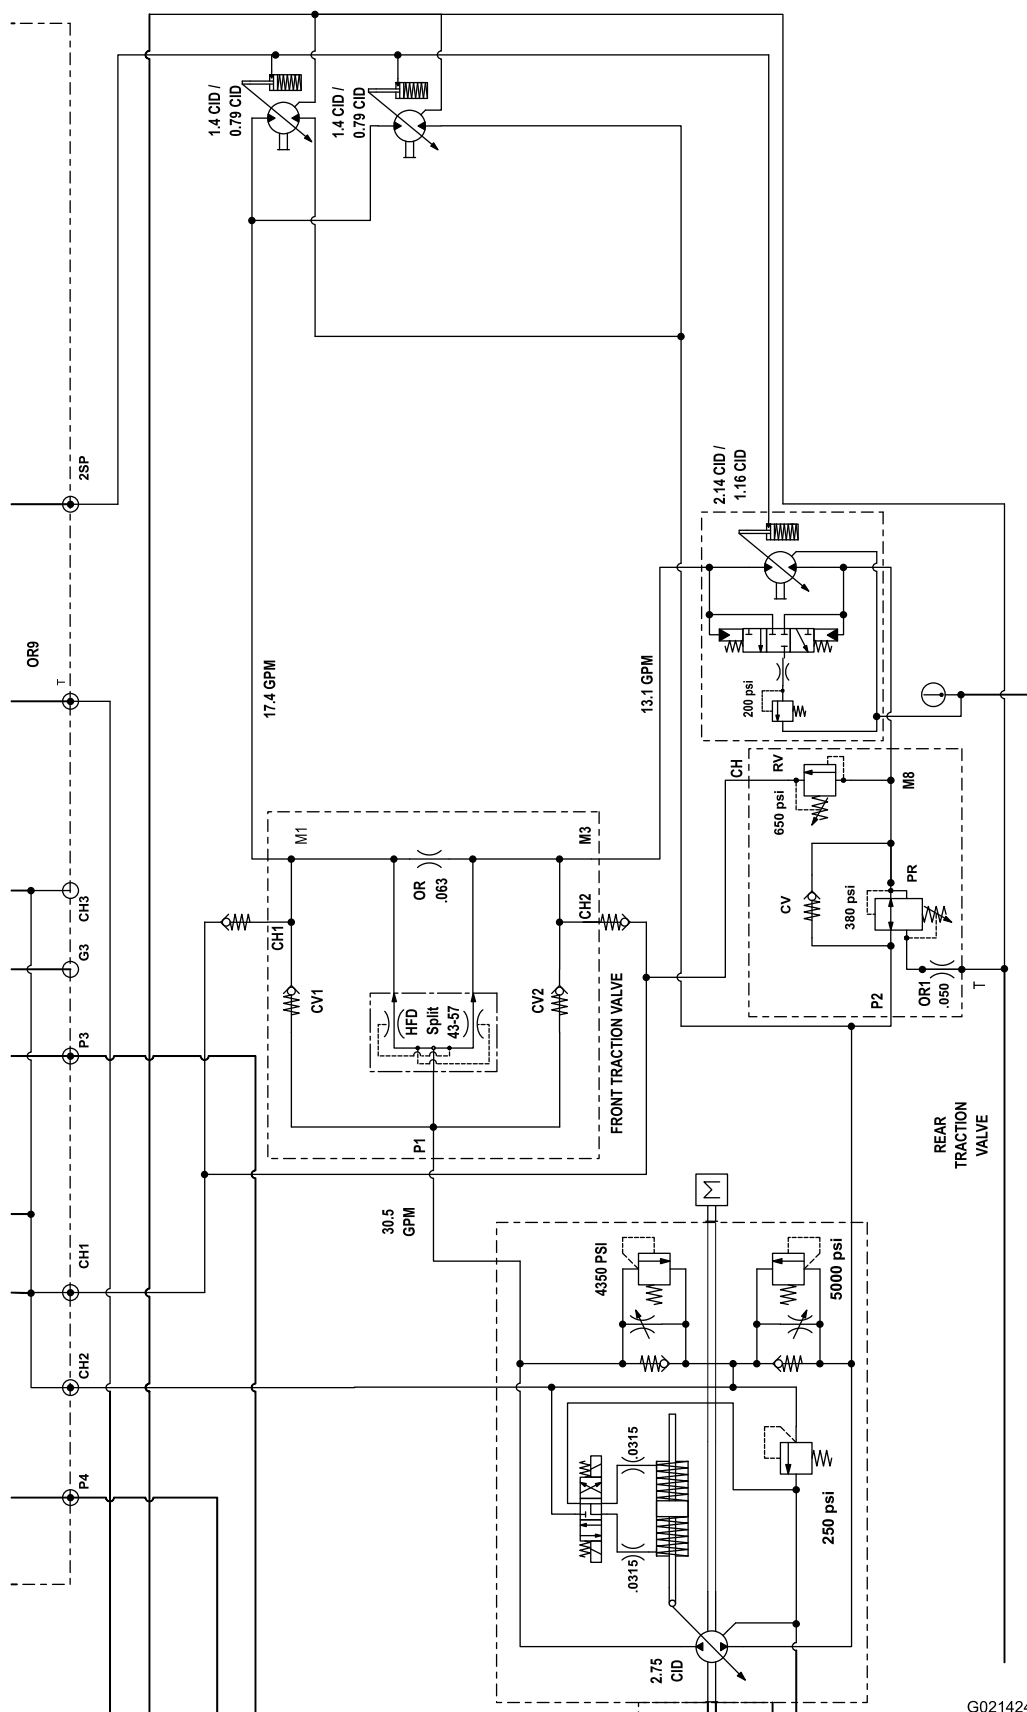 1.4 CID /
0.79 CID
1.4 CID /
0.79 CID
2SP
OR9
T
2.14 CID /
1.16 CID
17.4 GPM
13.1 GPM
200 psi
CH
RV
650 psi
M8
M1
M3
OR
.063
CH1
CH2
CV
380 psi
PR
CH3
G3
P3
CV1
HFD
Split
43-57
CV2
FRONT TRACTION VALVE
P2
OR1
.050
T
P1
REAR
TRACTION
VALVE
M
30.5
GPM
CH1
CH2
P4
4350 PSI
5000 psi
.0315
.0315
250 psi
2.75
CID
G021424